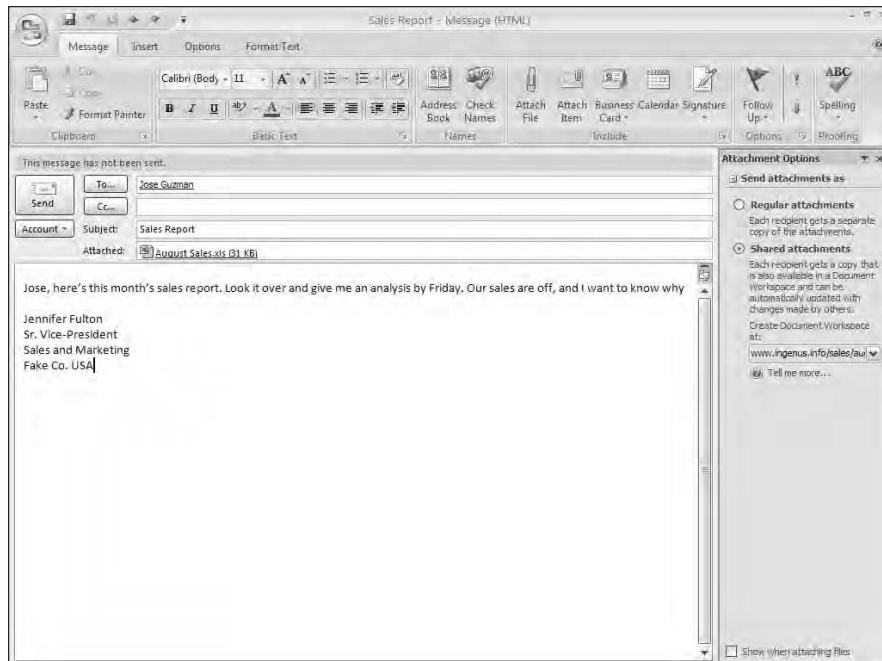 Sales Report - Message (HTML)
Message Insert Options Format Text
Cut
Calibri (Body 11 A A
ABC
Copy
Paste
Format Painter
B I U ab A
Address Book
Check Names
Attach File
Attach Item
Business Card
Calendar
Signature
Follow Up
Spelling
Clipboard
Basic Text
Names
Include
Options
Proofing
This message has not been sent.
Send
To...
Jose Guzman
Cc...
Account
Subject:
Sales Report
Attached:
August Sales.xls (31 KB)
Jose, here's this month's sales report. Look it over and give me an analysis by Friday. Our sales are off, and I want to know why
Jennifer Fulton
Sr. Vice-President
Sales and Marketing
Fake Co. USA
Attachment Options
Send attachments as
Regular attachments
Each recipient gets a separate
copy of the attachments.
Shared attachments
Each recipient gets a copy that
is also available in a Document
Workspace and can be
automatically updated with
changes made by others.
Create Document Workspace
at:
www.ingenus.info/sales/au
Tell me more...
Show when attaching files